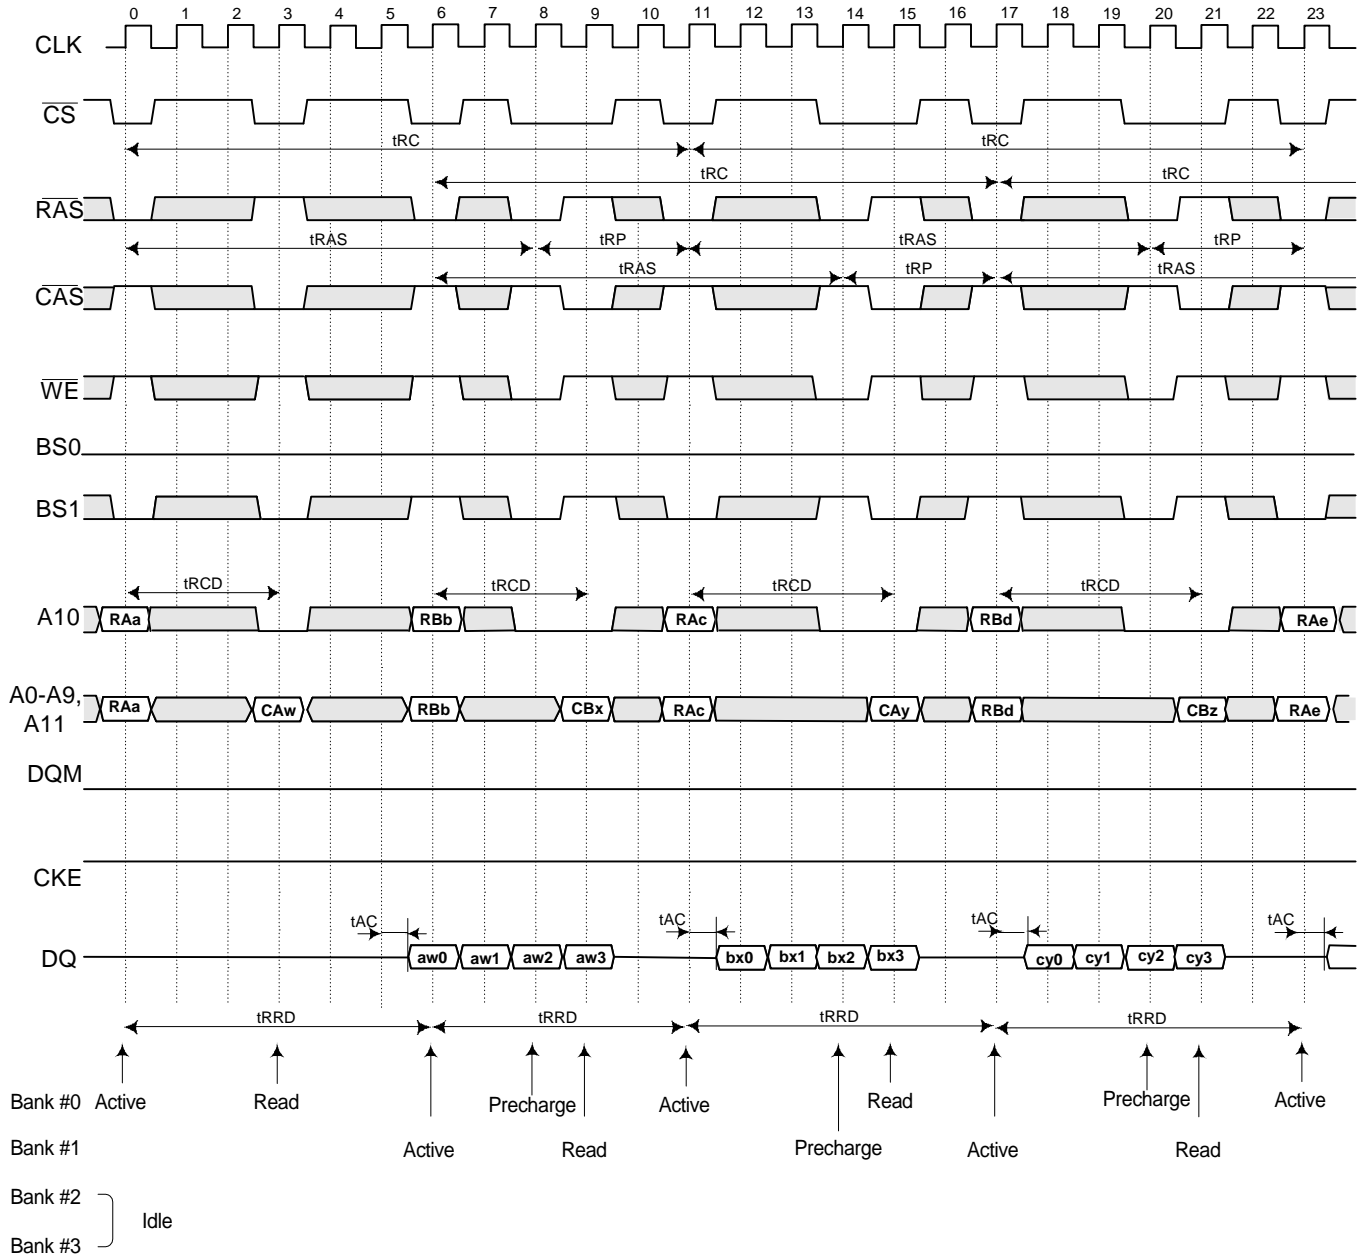 0 1 2 3 4 5 6 7 8 9 10 11 12 13 14 15 16 17 18 19 20 21 22 23
CLK
CS
tRC tRC
tRC tRC
RAS
tRAS tRP tRAS tRP
tRAS tRP tRAS
CAS
WE
BS0
BS1
tRCD tRCD tRCD tRCD
A10 RAa RBb RAc RBd RAe
A0-A9,
A11
RAa CAw RBb CBx RAc CAy RBd CBz RAe
DQM
CKE
tAC tAC tAC tAC
DQ aw0 aw1 aw2 aw3 bx0 bx1 bx2 bx3 cy0 cy1 cy2 cy3
tRRD tRRD tRRD tRRD
Bank #0 Active Read Precharge Active Read Precharge Active
Bank #1 Active Read Precharge Active Read
Bank #2
Idle
Bank #3